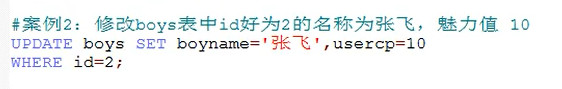 #案例2：修改boys表中id好为2的名称为张飞，魅力值 10
UPDATE boys SET boyname='张飞',usercp=10
WHERE id=2;